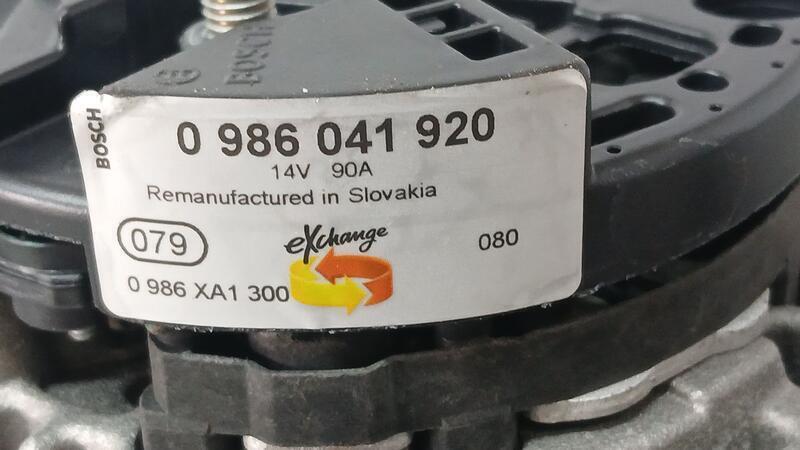 BOSCH
BOSCH
0 986 041 920
14V 90A
Remanufactured in Slovakia
079
eXchange
080
0 986 XA1 300